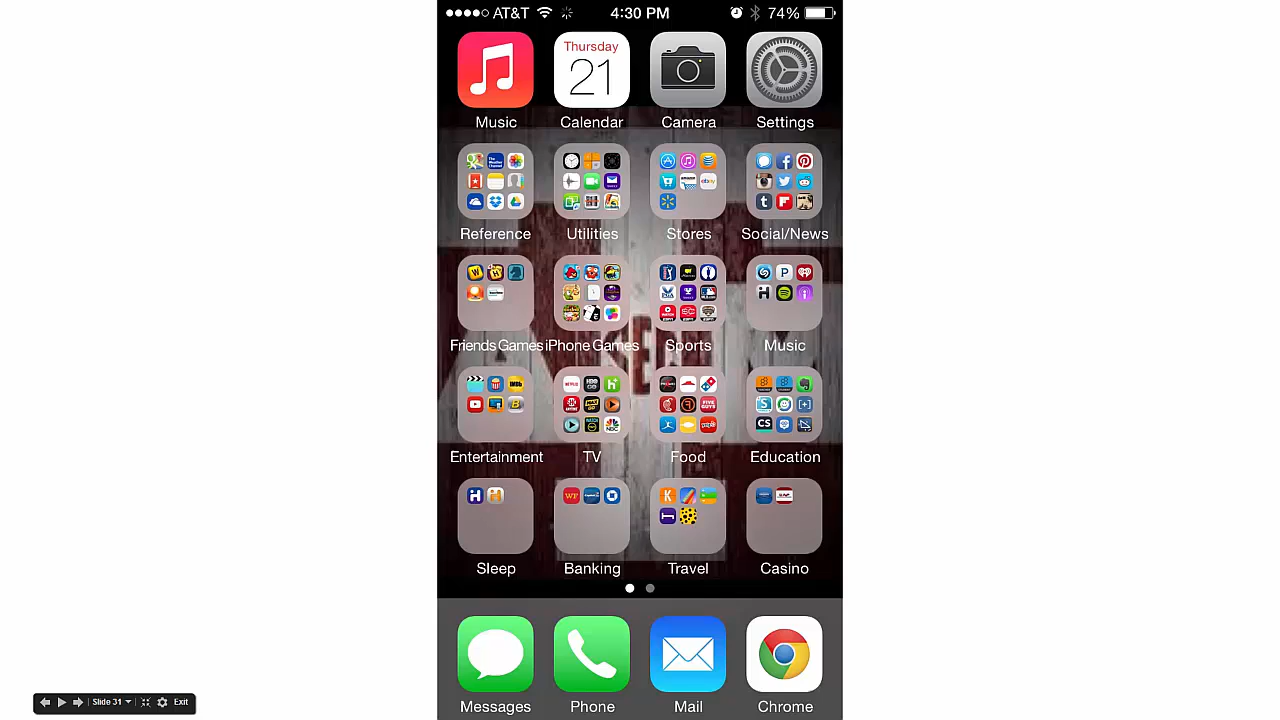 AT&T 4:30 PM 74%
Thursday
21
Music Calendar Camera Settings
Reference Utilities Stores Social/News
Friends Games iPhone Games Sports Music
Entertainment TV Food Education
Sleep Banking Travel Casino
Messages Phone Mail Chrome
Slide 31 Exit